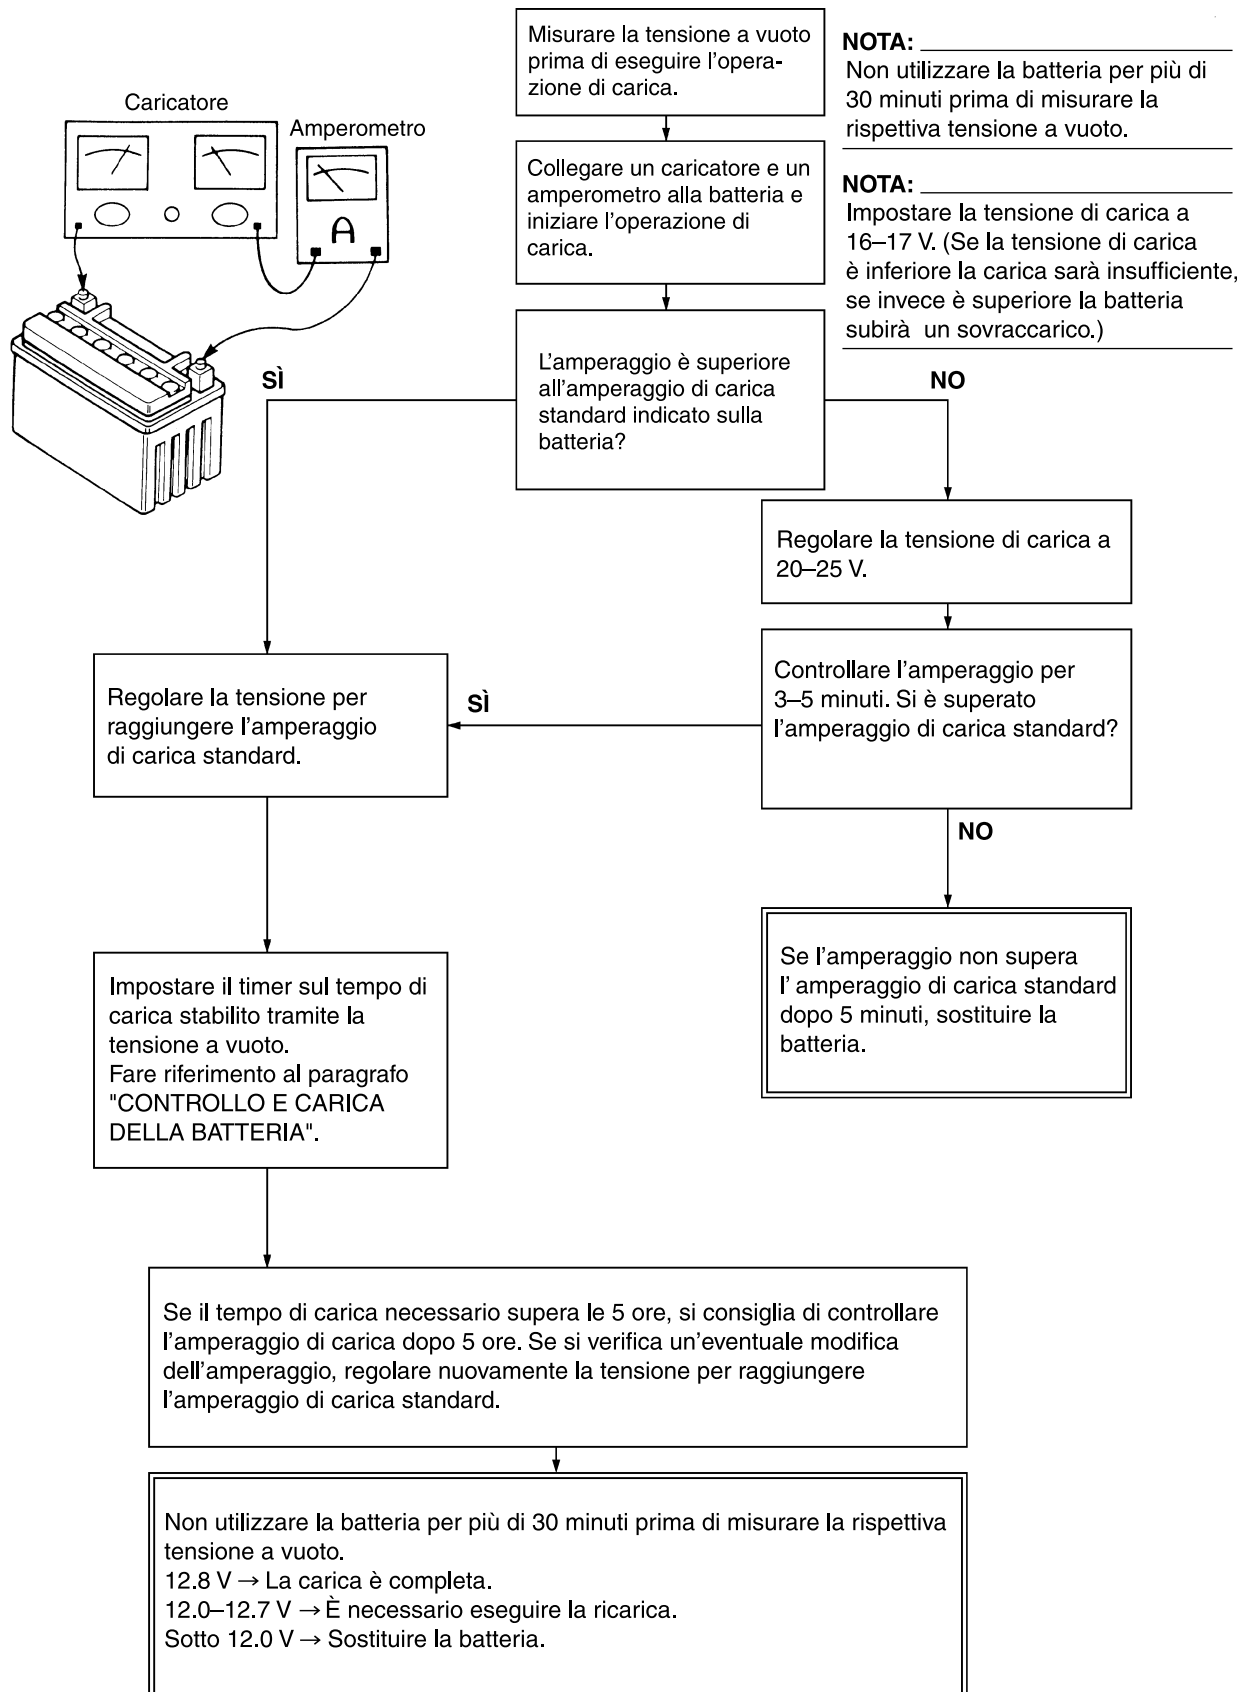 Misurare la tensione a vuoto
prima di eseguire l'opera-
zione di carica.
NOTA:
Non utilizzare la batteria per più di
30 minuti prima di misurare la
rispettiva tensione a vuoto.
Caricatore
Amperometro
A
Collegare un caricatore e un
amperometro alla batteria e
iniziare l'operazione di
carica.
NOTA:
Impostare la tensione di carica a
16–17 V. (Se la tensione di carica
è inferiore la carica sarà insufficiente,
se invece è superiore la batteria
subirà un sovraccarico.)
L'amperaggio è superiore
all'amperaggio di carica
standard indicato sulla
batteria?
SÌ
NO
Regolare la tensione di carica a
20–25 V.
Controllare l'amperaggio per
3–5 minuti. Si è superato
l'amperaggio di carica standard?
SÌ
Regolare la tensione per
raggiungere l'amperaggio
di carica standard.
NO
Se l'amperaggio non supera
l' amperaggio di carica standard
dopo 5 minuti, sostituire la
batteria.
Impostare il timer sul tempo di
carica stabilito tramite la
tensione a vuoto.
Fare riferimento al paragrafo
"CONTROLLO E CARICA
DELLA BATTERIA".
Se il tempo di carica necessario supera le 5 ore, si consiglia di controllare
l'amperaggio di carica dopo 5 ore. Se si verifica un'eventuale modifica
dell'amperaggio, regolare nuovamente la tensione per raggiungere
l'amperaggio di carica standard.
Non utilizzare la batteria per più di 30 minuti prima di misurare la rispettiva
tensione a vuoto.
12.8 V → La carica è completa.
12.0–12.7 V → È necessario eseguire la ricarica.
Sotto 12.0 V → Sostituire la batteria.